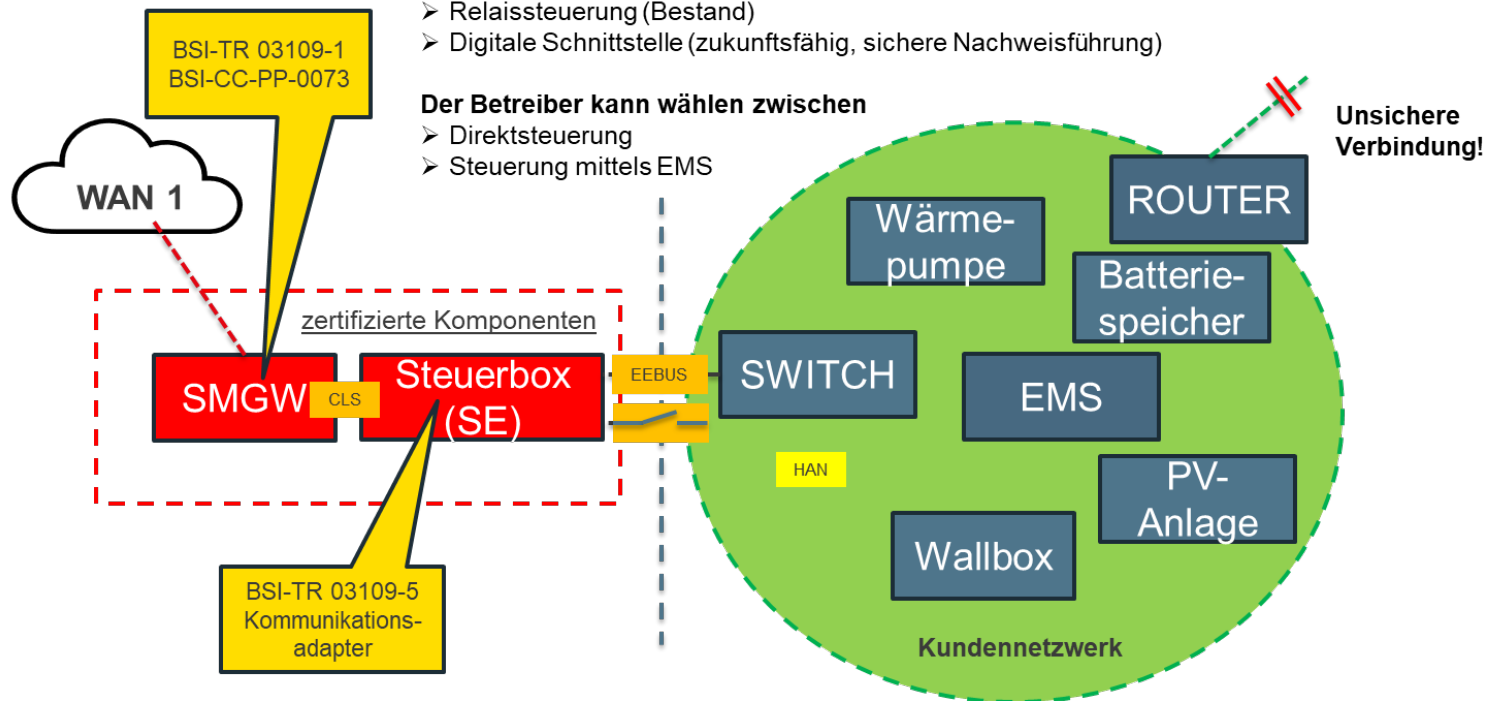 ➢ Relaissteuerung (Bestand)
➢ Digitale Schnittstelle (zukunftsfähig, sichere Nachweisführung)
Der Betreiber kann wählen zwischen
➢ Direktsteuerung
➢ Steuerung mittels EMS
BSI-TR 03109-1
BSI-CC-PP-0073
WAN 1
zertifizierte Komponenten
SMGW
CLS
Steuerbox
(SE)
EEBUS
BSI-TR 03109-5
Kommunikations-
adapter
Unsichere
Verbindung!
ROUTER
Wärme-
pumpe
Batterie-
speicher
SWITCH
EMS
HAN
PV-
Anlage
Wallbox
Kundennetzwerk